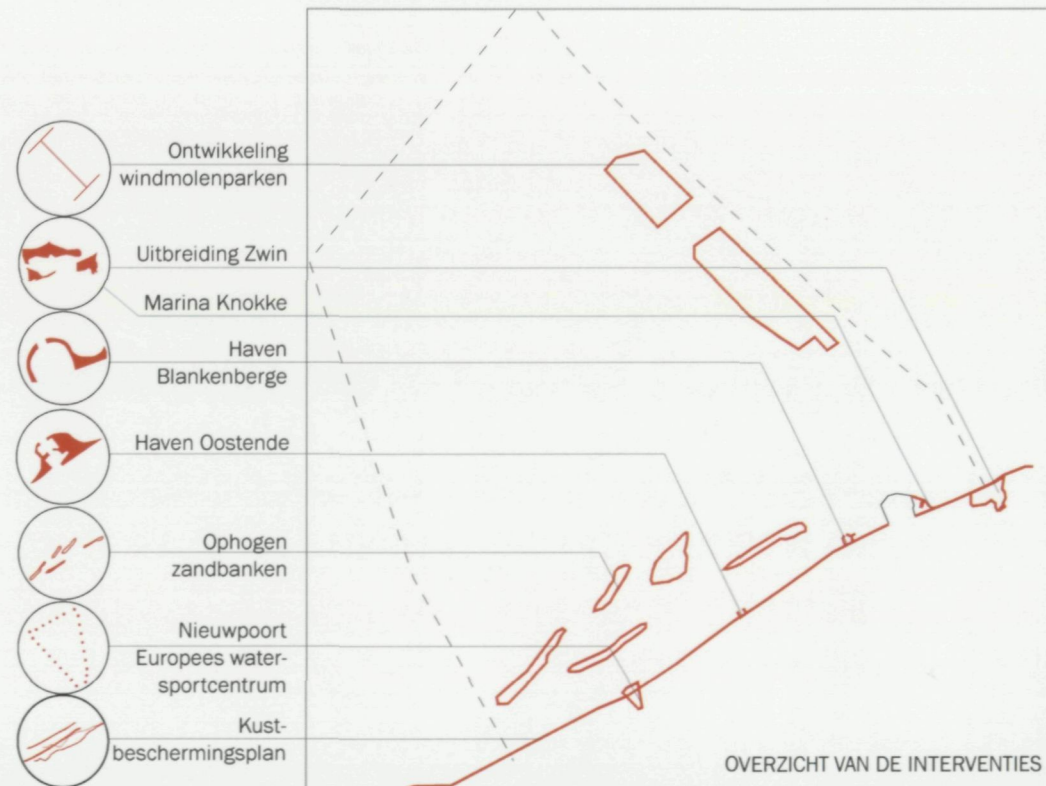 Ontwikkeling
windmolenparken
Uitbreiding Zwin
Marina Knokke
Haven
Blankenberge
Haven Oostende
Ophogen
zandbanken
Nieuwpoort
Europees water-
sportcentrum
Kust-
beschermingsplan
OVERZICHT VAN DE INTERVENTIES